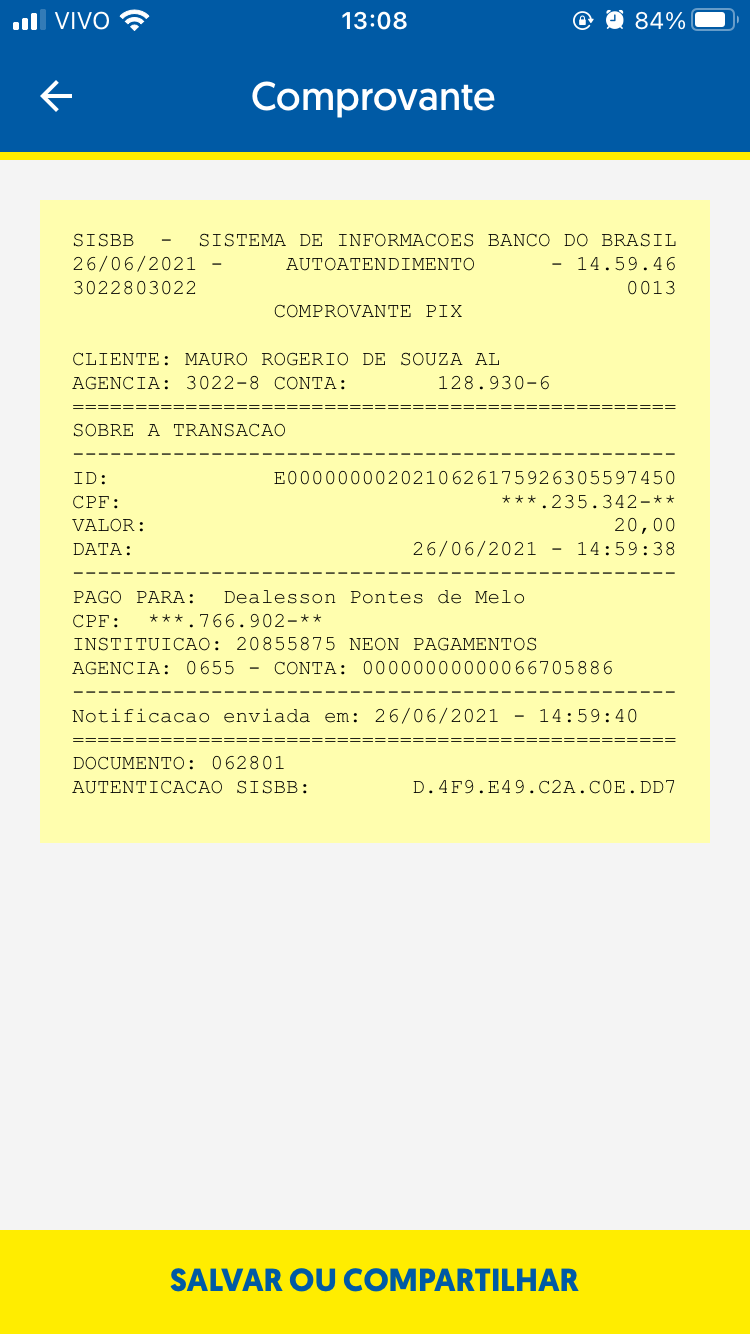 VIVO 13:08 84%
Comprovante
SISBB - SISTEMA DE INFORMACOES BANCO DO BRASIL
26/06/2021 - AUTOATENDIMENTO - 14.59.46
3022803022 0013
COMPROVANTE PIX
CLIENTE: MAURO ROGERIO DE SOUZA AL
AGENCIA: 3022-8 CONTA: 128.930-6
================================================
SOBRE A TRANSACAO
------------------------------------------------
ID: E0000000020210626175926305597450
CPF: ***.235.342-**
VALOR: 20,00
DATA: 26/06/2021 - 14:59:38
------------------------------------------------
PAGO PARA: Dealesson Pontes de Melo
CPF: ***.766.902-**
INSTITUICAO: 20855875 NEON PAGAMENTOS
AGENCIA: 0655 - CONTA: 00000000000066705886
------------------------------------------------
Notificacao enviada em: 26/06/2021 - 14:59:40
================================================
DOCUMENTO: 062801
AUTENTICACAO SISBB: D.4F9.E49.C2A.C0E.DD7
SALVAR OU COMPARTILHAR